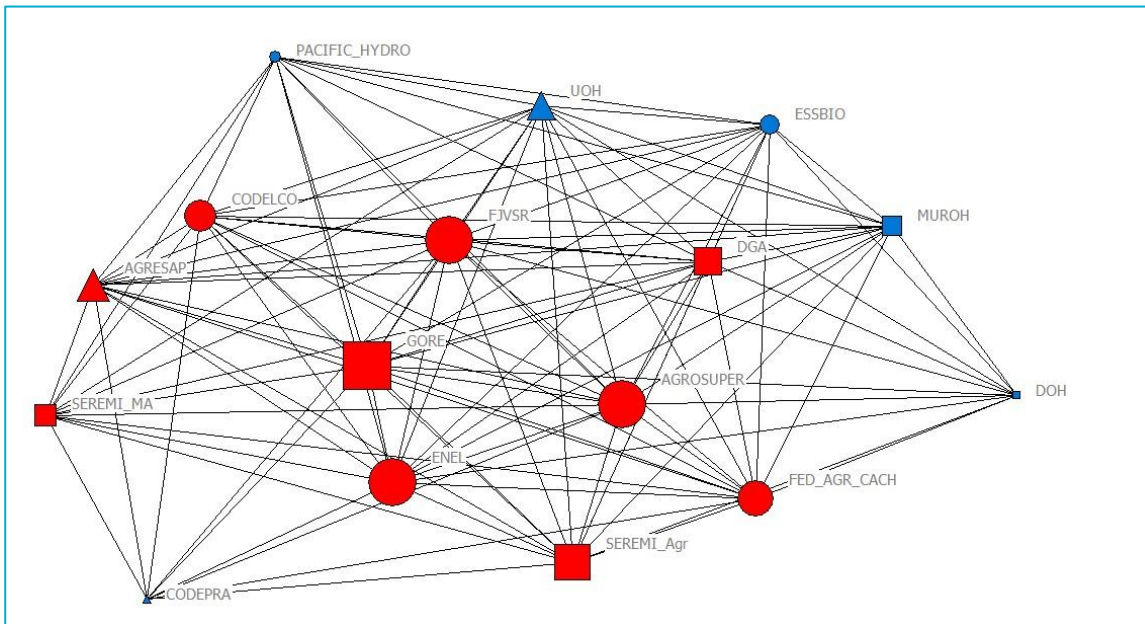 PACIFIC_HYDRO
UOH
ESSBIO
CODELCO
FJVSR
MUROH
DGA
AGRESAP
GORE
AGROSUPER
SEREMI_MA
DOH
ENEL
FED_AGR_CACH
SEREMI_Agr
CODEPRA